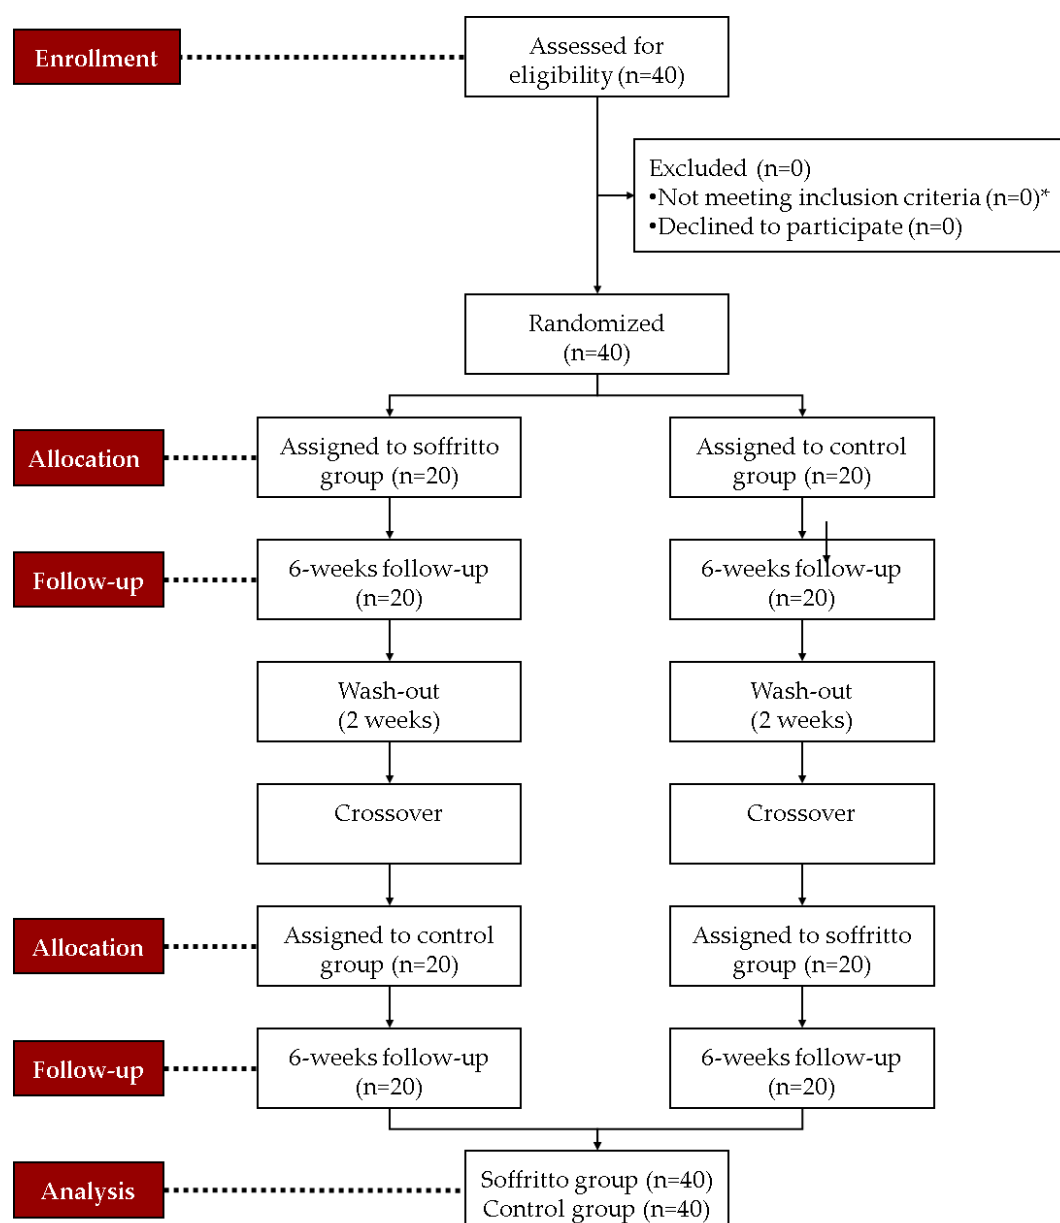 Enrollment
Assessed for
eligibility (n=40)
Excluded (n=0)
•Not meeting inclusion criteria (n=0)*
•Declined to participate (n=0)
Randomized
(n=40)
Allocation
Assigned to soffritto
group (n=20)
Assigned to control
group (n=20)
Follow-up
6-weeks follow-up
(n=20)
6-weeks follow-up
(n=20)
Wash-out
(2 weeks)
Wash-out
(2 weeks)
Crossover
Crossover
Allocation
Assigned to control
group (n=20)
Assigned to soffritto
group (n=20)
Follow-up
6-weeks follow-up
(n=20)
6-weeks follow-up
(n=20)
Analysis
Soffritto group (n=40)
Control group (n=40)